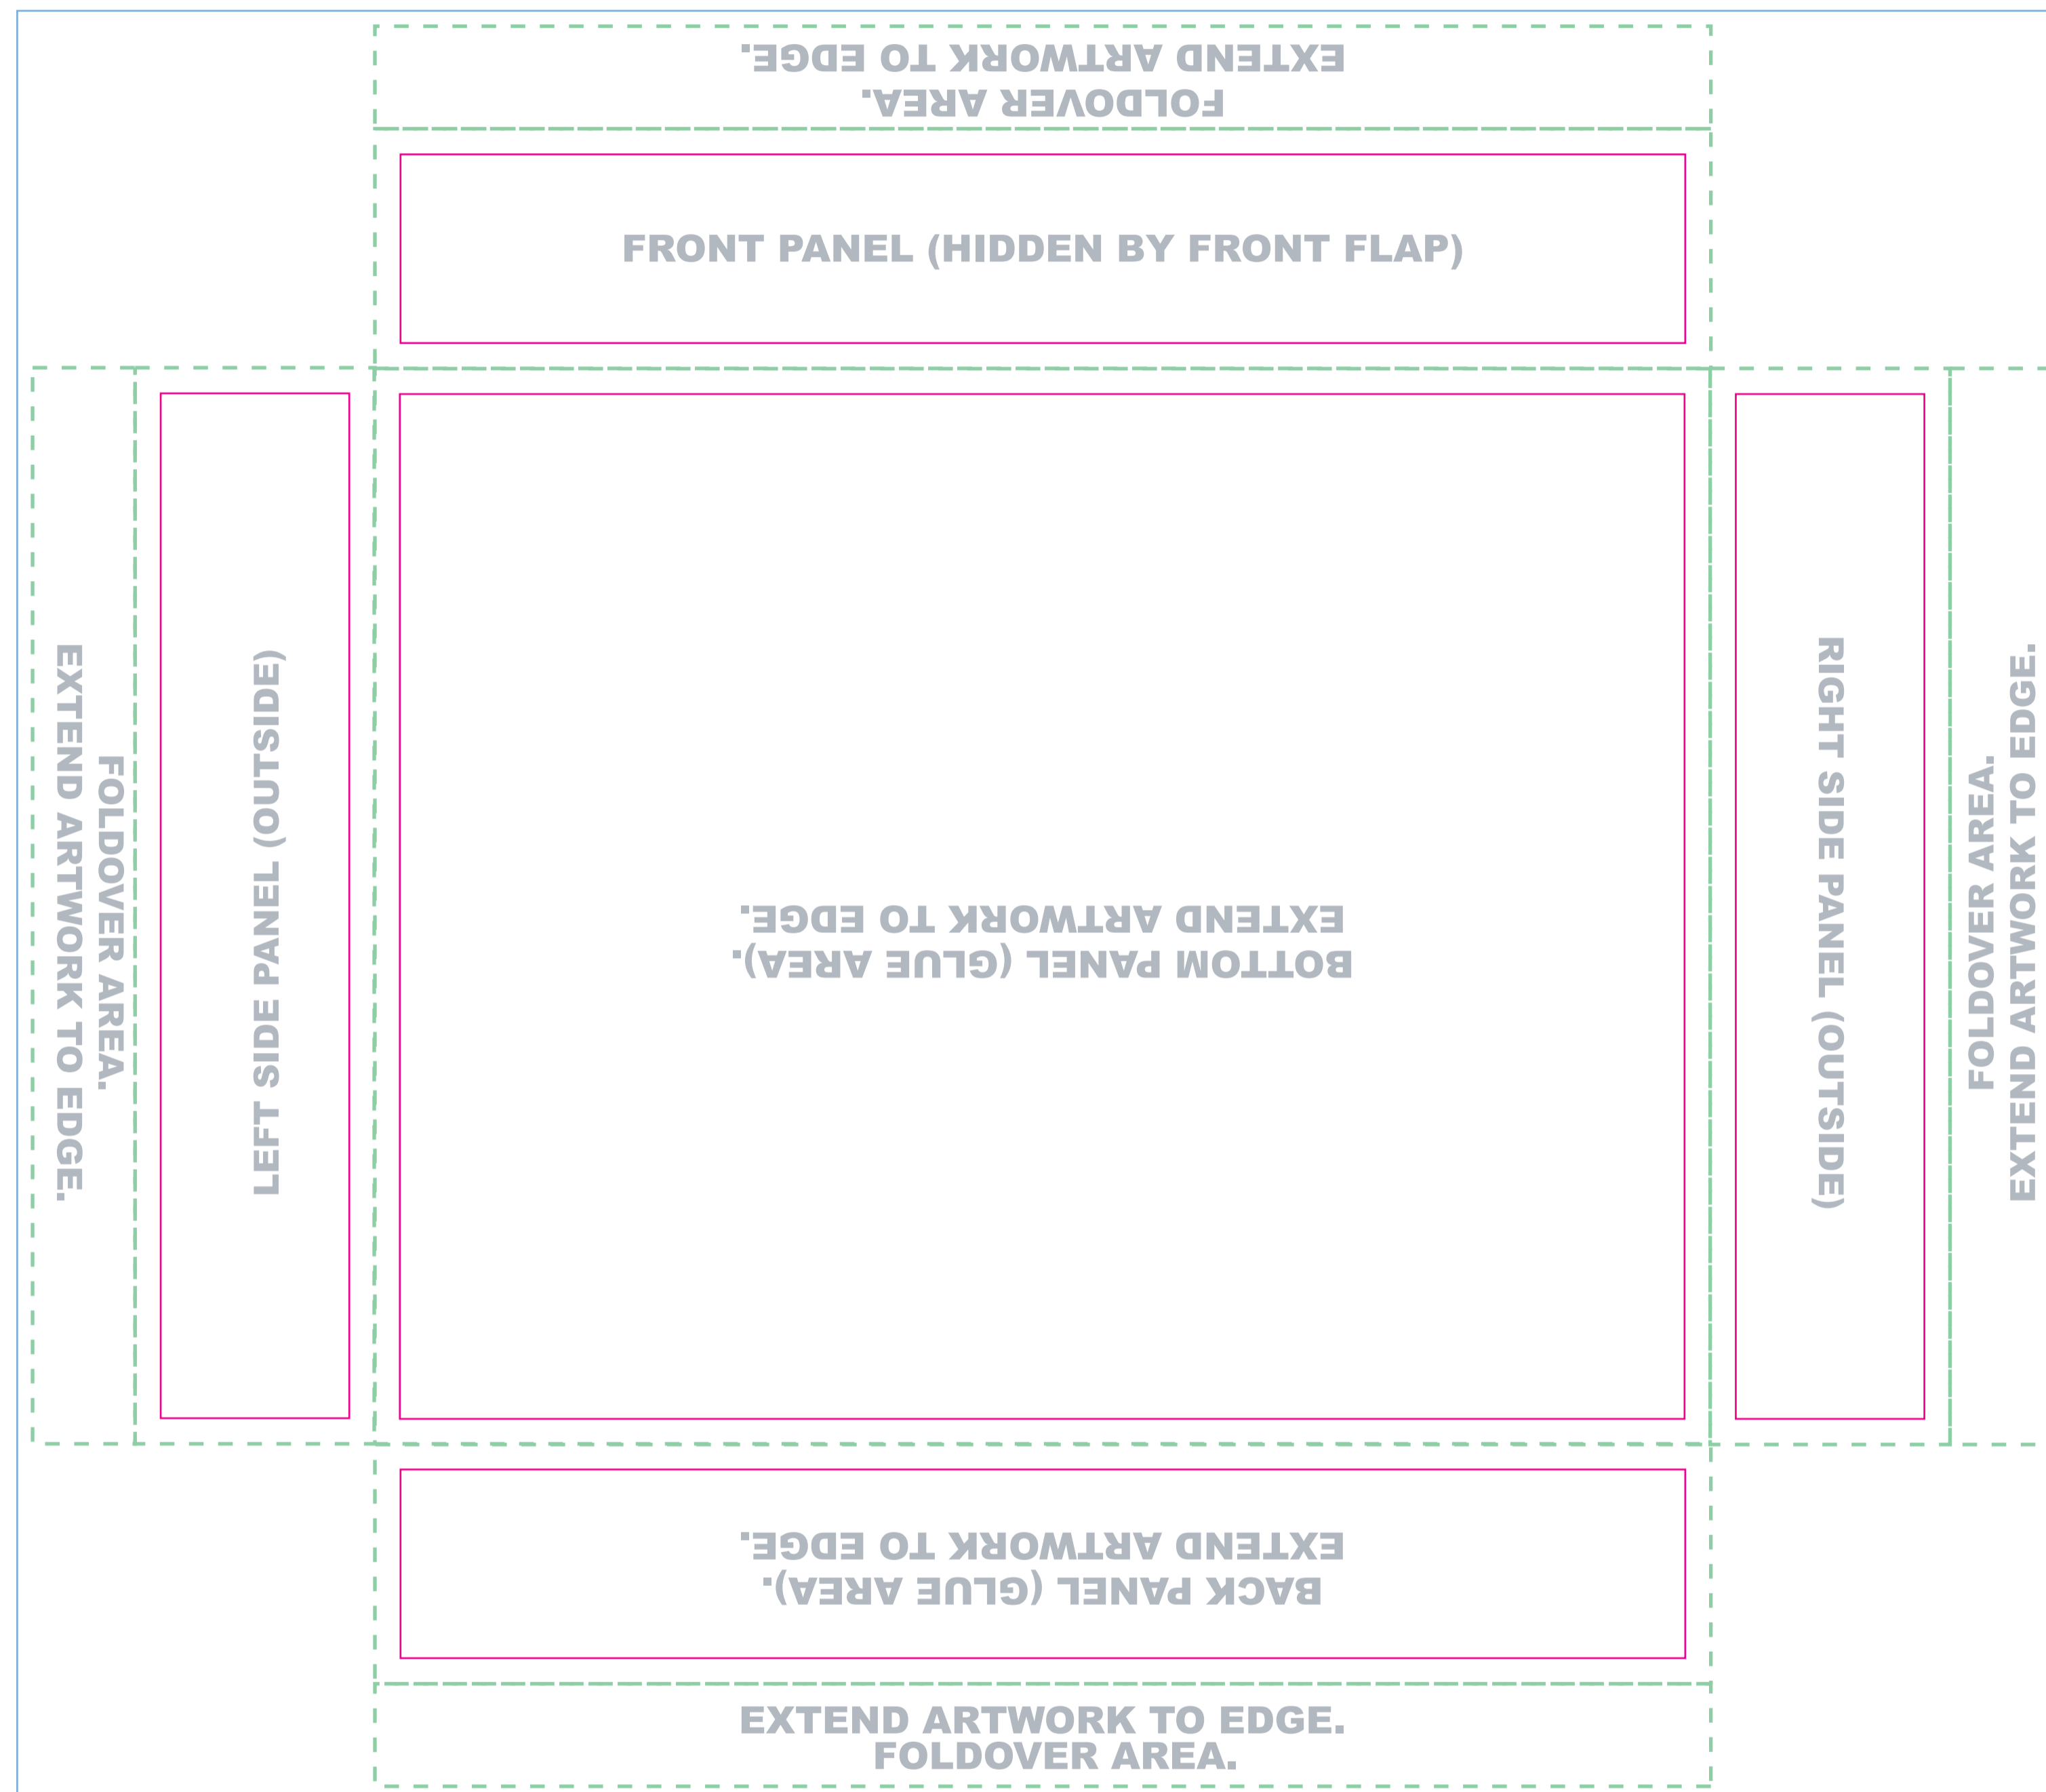 EXTEND ARTWORK TO EDGE.
FOLDOVER AREA.
FRONT PANEL (HIDDEN BY FRONT FLAP)
EXTEND ARTWORK TO EDGE.
FOLDOVER AREA.
LEFT SIDE PANEL (OUTSIDE)
EXTEND ARTWORK TO EDGE.
BOTTOM PANEL (GLUE AREA).
RIGHT SIDE PANEL (OUTSIDE)
FOLDOVER AREA.
EXTEND ARTWORK TO EDGE.
EXTEND ARTWORK TO EDGE.
BACK PANEL (GLUE AREA).
EXTEND ARTWORK TO EDGE.
FOLDOVER AREA.